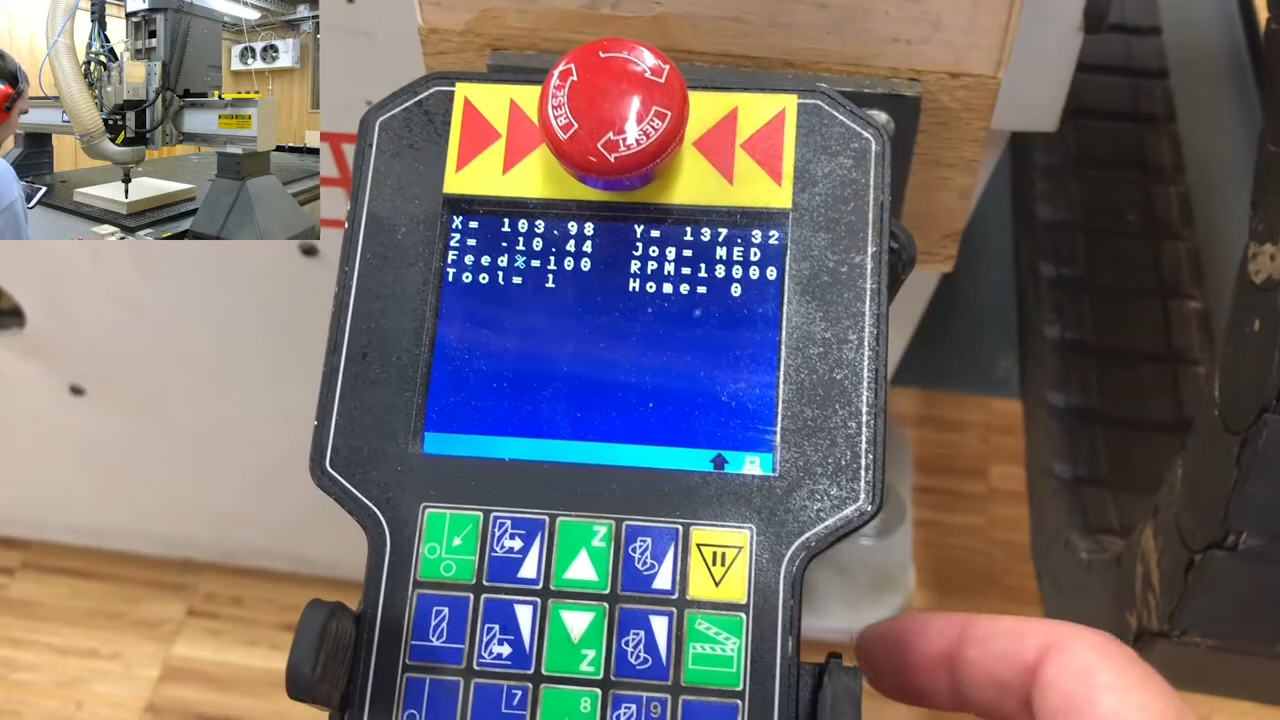 RESET
RESET
X= 103.98 Y= 137.32
Z= -10.44 Jog= MED
Feed%=100 RPM=18000
Tool= 1 Home= 0
Z
Z
7
8
9